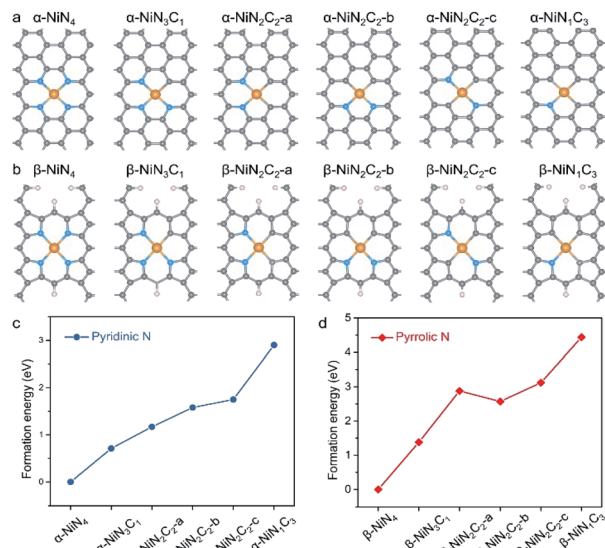 a α-NiN₄ α-NiN₃C₁ α-NiN₂C₂-a α-NiN₂C₂-b α-NiN₂C₂-c α-NiN₁C₃
b β-NiN₄ β-NiN₃C₁ β-NiN₂C₂-a β-NiN₂C₂-b β-NiN₂C₂-c β-NiN₁C₃
c
Pyridinic N
Formation energy (eV)
3
2
1
0
α-NiN₄
α-NiN₃C₁
NiN₂C₂-a
NiN₂C₂-b
NiN₂C₂-c
α-NiN₁C₃
d
Pyrrolic N
Formation energy (eV)
5
4
3
2
1
0
β-NiN₄
β-NiN₃C₁
β-NiN₂C₂-a
β-NiN₂C₂-b
β-NiN₂C₂-c
β-NiN₁C₃